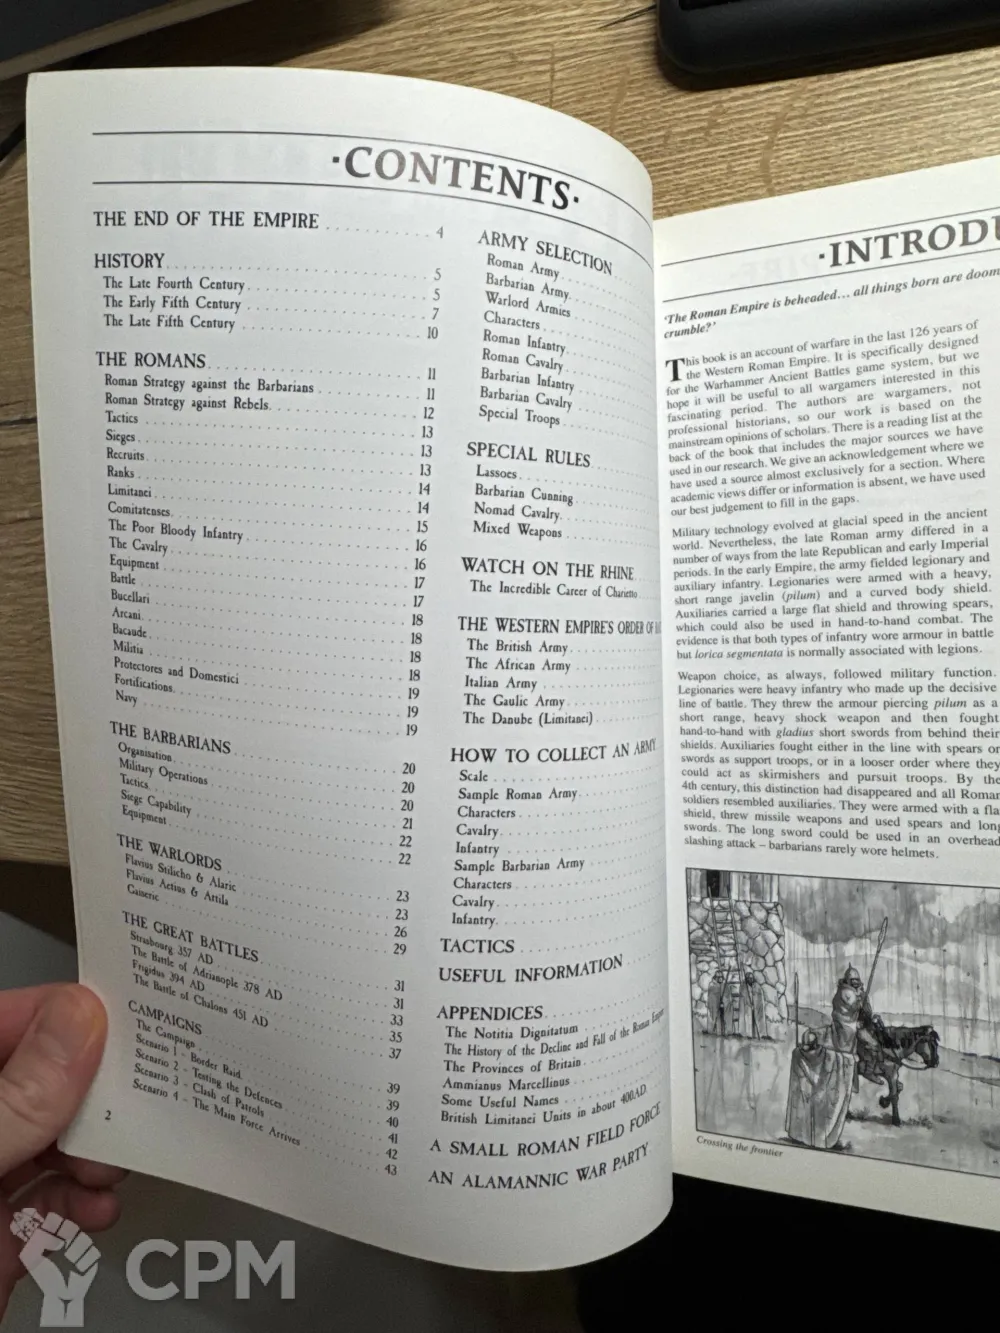 ·CONTENTS·
THE END OF THE EMPIRE 4
HISTORY 5
The Late Fourth Century 5
The Early Fifth Century 7
The Late Fifth Century 10
THE ROMANS 11
Roman Strategy against the Barbarians 11
Roman Strategy against Rebels. 12
Tactics 13
Sieges 13
Recruits 13
Ranks 14
Limitanei 14
Comitatenses. 15
The Poor Bloody Infantry 16
The Cavalry 16
Equipment 17
Battle 17
Bucellari 18
Arcani 18
Bacaude 18
Militia 18
Protectores and Domestici 19
Fortifications. 19
Navy 19
THE BARBARIANS 20
Organisation 20
Military Operations 20
Tactics 21
Siege Capability 22
Equipment 22
THE WARLORDS 23
Flavius Stilicho & Alaric 23
Flavius Aetius & Attila 26
Gaiseric 29
THE GREAT BATTLES 31
Strasbourg 357 AD 31
The Battle of Adrianople 378 AD 33
Frigidus 394 AD 35
The Battle of Chalons 451 AD 37
CAMPAIGNS 39
The Campaign 39
Scenario 1 - Border Raid 40
Scenario 2 - Testing the Defences 41
Scenario 3 - Clash of Patrols 42
Scenario 4 - The Main Force Arrives 43
2
ARMY SELECTION
Roman Army
Barbarian Army
Warlord Armies
Characters
Roman Infantry
Roman Cavalry
Barbarian Infantry
Barbarian Cavalry
Special Troops
SPECIAL RULES
Lassoes
Barbarian Cunning
Nomad Cavalry
Mixed Weapons
WATCH ON THE RHINE
The Incredible Career of Charietto
THE WESTERN EMPIRE'S ORDER OF
The British Army
The African Army
Italian Army
The Gaulic Army
The Danube (Limitanei)
HOW TO COLLECT AN ARMY
Scale
Sample Roman Army
Characters
Cavalry
Infantry
Sample Barbarian Army
Characters
Cavalry
Infantry
TACTICS
USEFUL INFORMATION
APPENDICES
The Notitia Dignitatum
The History of the Decline and Fall of the Roman Empire
The Provinces of Britain
Ammianus Marcellinus
Some Useful Names
British Limitanei Units in about 400AD
A SMALL ROMAN FIELD FORCE
AN ALAMANNIC WAR PARTY
·INTRODU
'The Roman Empire is beheaded... all things born are doom
crumble?'
This book is an account of warfare in the last 126 years of
the Western Roman Empire. It is specifically designed
for the Warhammer Ancient Battles game system, but we
hope it will be useful to all wargamers interested in this
fascinating period. The authors are wargamers, not
professional historians, so our work is based on the
mainstream opinions of scholars. There is a reading list at the
back of the book that includes the major sources we have
used in our research. We give an acknowledgement where we
have used a source almost exclusively for a section. Where
academic views differ or information is absent, we have used
our best judgement to fill in the gaps.
Military technology evolved at glacial speed in the ancient
world. Nevertheless, the late Roman army differed in a
number of ways from the late Republican and early Imperial
periods. In the early Empire, the army fielded legionary and
auxiliary infantry. Legionaries were armed with a heavy,
short range javelin (pilum) and a curved body shield.
Auxiliaries carried a large flat shield and throwing spears,
which could also be used in hand-to-hand combat. The
evidence is that both types of infantry wore armour in battle
but lorica segmentata is normally associated with legions.
Weapon choice, as always, followed military function.
Legionaries were heavy infantry who made up the decisive
line of battle. They threw the armour piercing pilum as a
short range, heavy shock weapon and then fought
hand-to-hand with gladius short swords from behind their
shields. Auxiliaries fought either in the line with spears or
swords as support troops, or in a looser order where they
could act as skirmishers and pursuit troops. By the
4th century, this distinction had disappeared and all Roman
soldiers resembled auxiliaries. They were armed with a fla
shield, threw missile weapons and used spears and long
swords. The long sword could be used in an overhead
slashing attack – barbarians rarely wore helmets.
Crossing the frontier
CPM